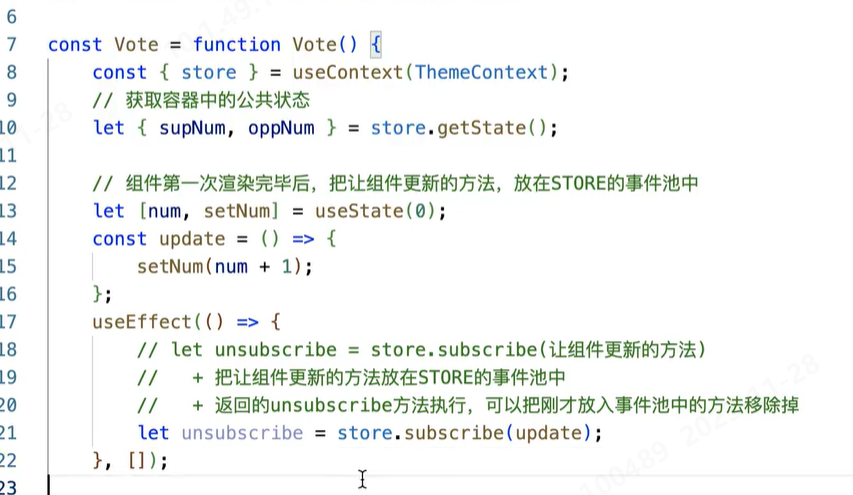 6
7 const Vote = function Vote() {
8 const { store } = useContext(ThemeContext);
9 // 获取容器中的公共状态
10 let { supNum, oppNum } = store.getState();
11
12 // 组件第一次渲染完毕后，把让组件更新的方法，放在STORE的事件池中
13 let [num, setNum] = useState(0);
14 const update = () => {
15 setNum(num + 1);
16 };
17 useEffect(() => {
18 // let unsubscribe = store.subscribe(让组件更新的方法)
19 // + 把让组件更新的方法放在STORE的事件池中
20 // + 返回的unsubscribe方法执行，可以把刚才放入事件池中的方法移除掉
21 let unsubscribe = store.subscribe(update);
22 }, []);
23